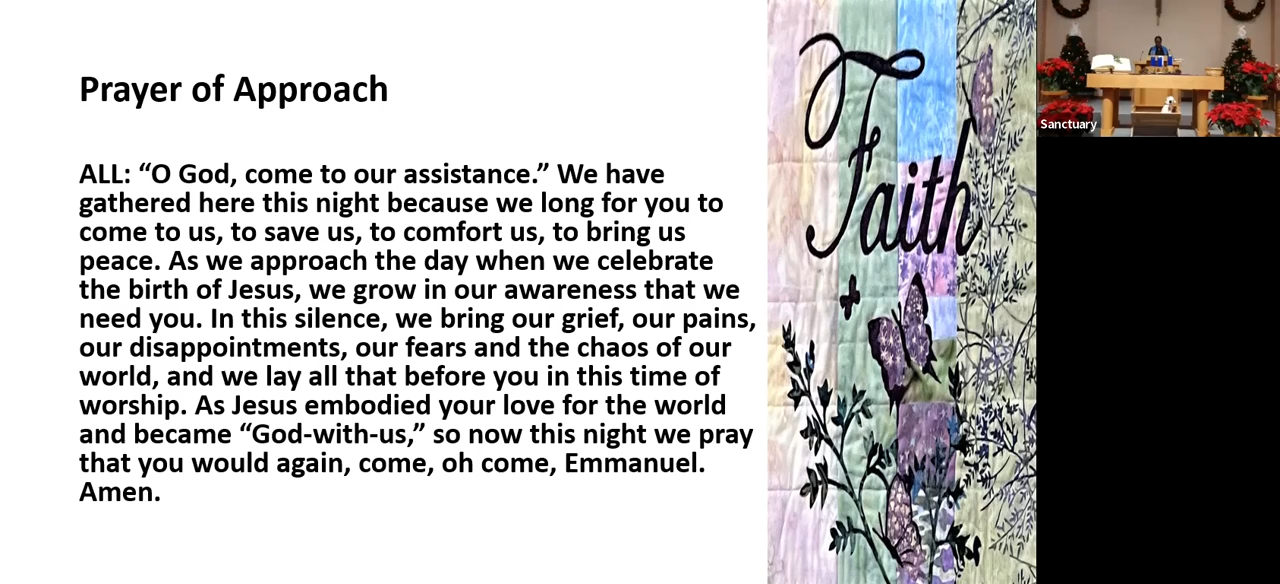 Prayer of Approach
ALL: “O God, come to our assistance.” We have
gathered here this night because we long for you to
come to us, to save us, to comfort us, to bring us
peace. As we approach the day when we celebrate
the birth of Jesus, we grow in our awareness that we
need you. In this silence, we bring our grief, our pains,
our disappointments, our fears and the chaos of our
world, and we lay all that before you in this time of
worship. As Jesus embodied your love for the world
and became “God-with-us,” so now this night we pray
that you would again, come, oh come, Emmanuel.
Amen.
Faith
Sanctuary